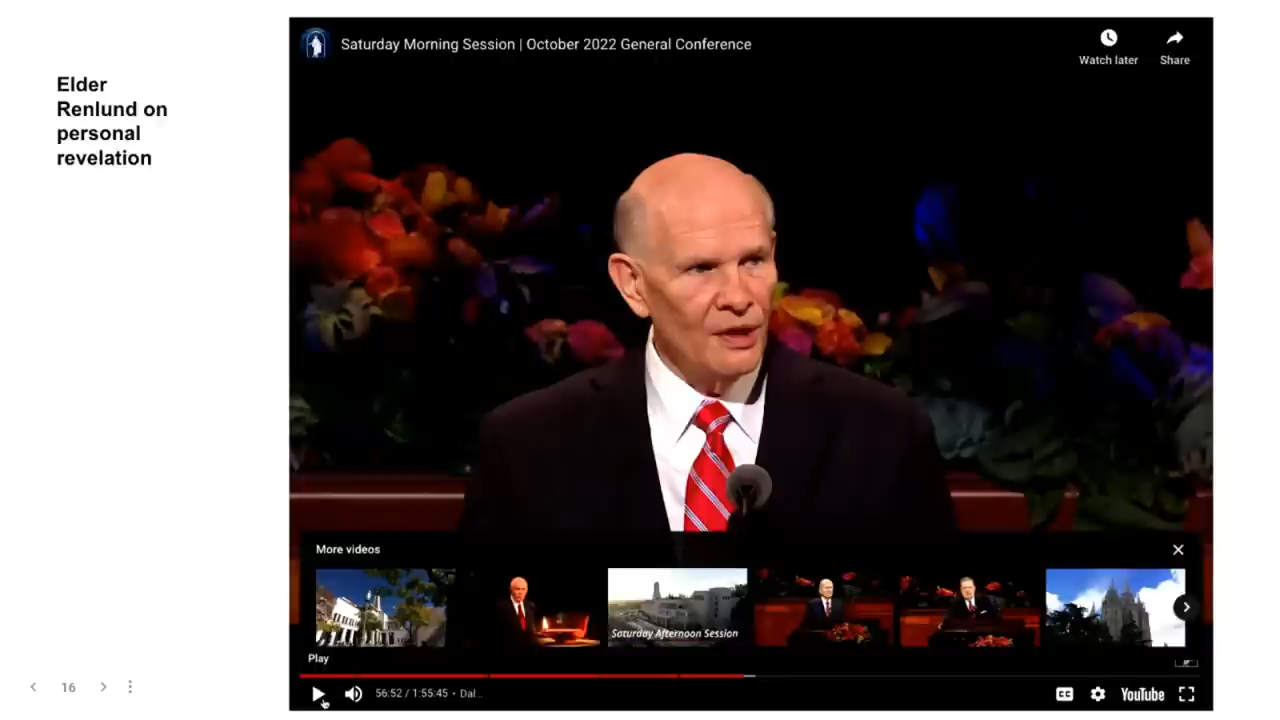 Elder
Renlund on
personal
revelation
Saturday Morning Session | October 2022 General Conference
Watch later
Share
More videos
Saturday Afternoon Session
Play
56:52 / 1:55:45 • Dal...
CC
YouTube
16